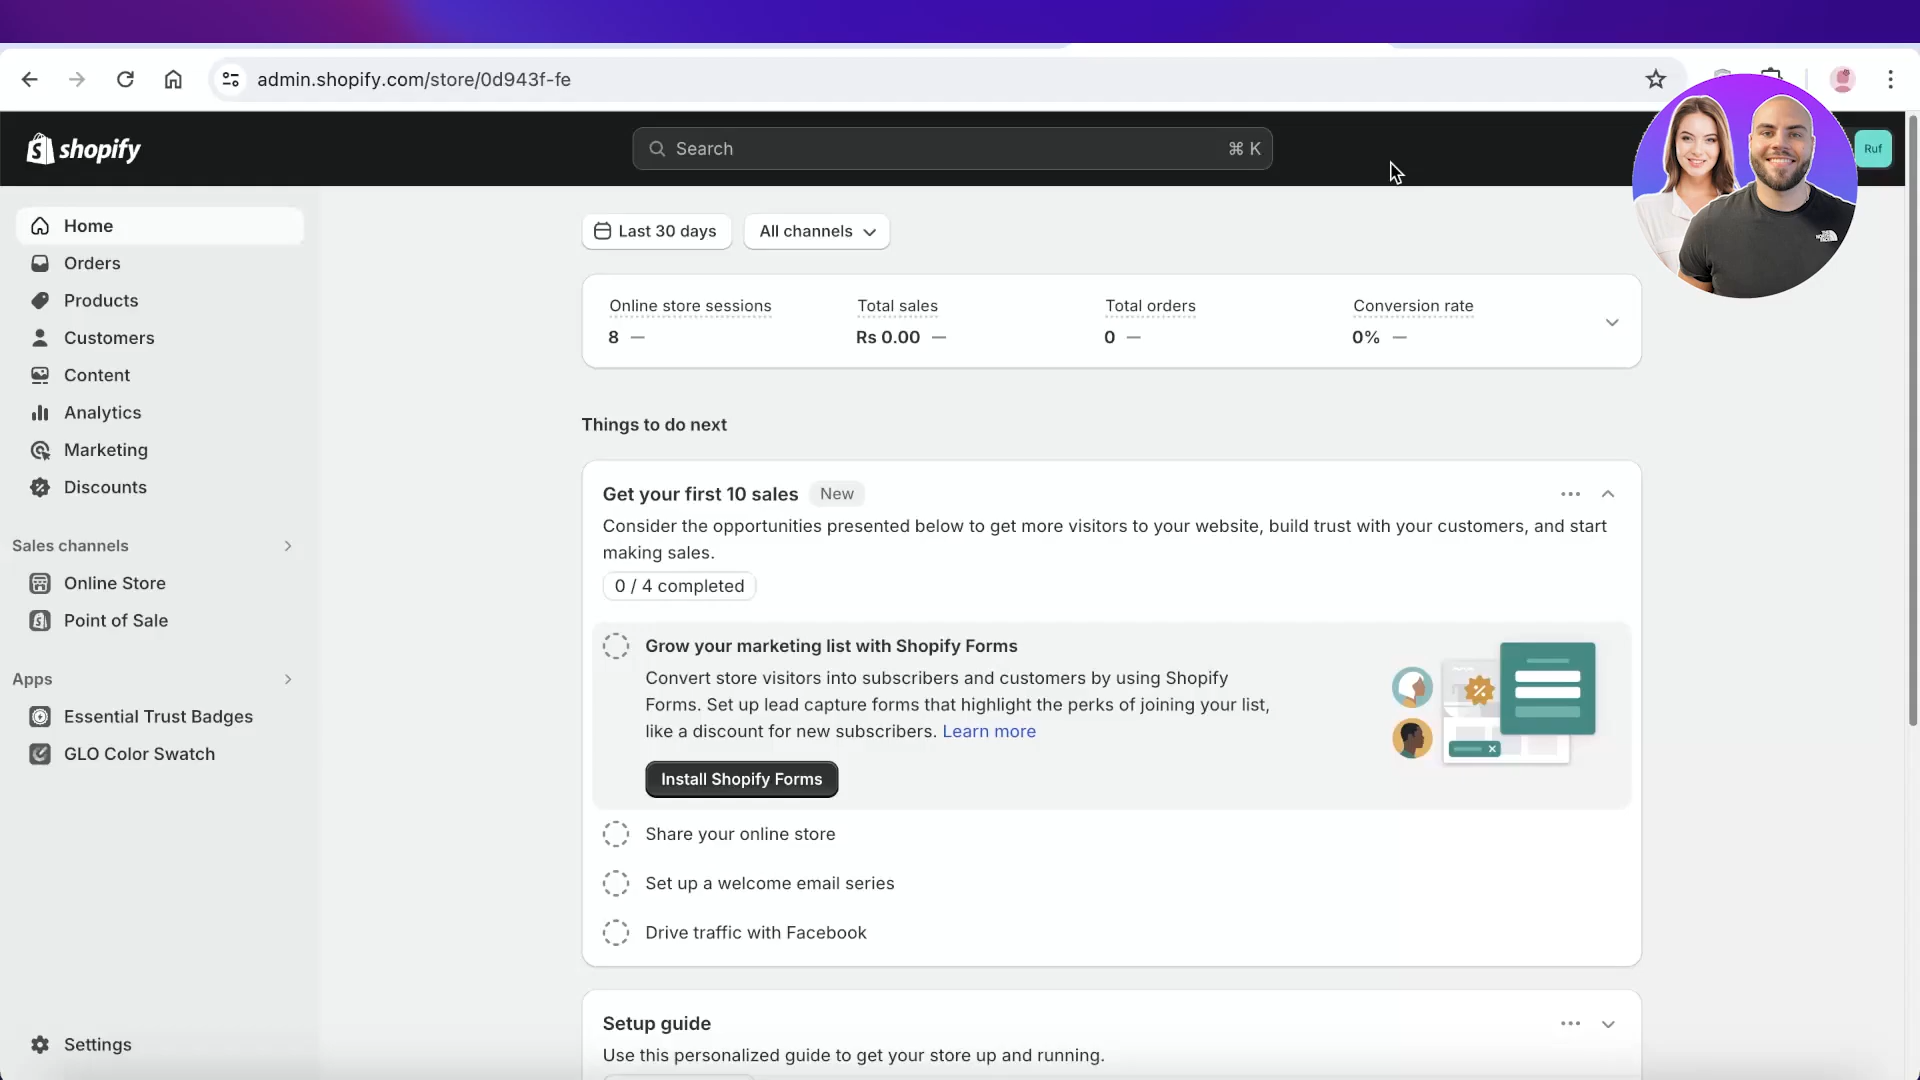 admin.shopify.com/store/0d943f-fe
shopify
Search
⌘ K
Ruf
Home
Orders
Products
Customers
Content
Analytics
Marketing
Discounts
Sales channels
Online Store
Point of Sale
Apps
Essential Trust Badges
GLO Color Swatch
Settings
Last 30 days
All channels
Online store sessions
8 —
Total sales
Rs 0.00 —
Total orders
0 —
Conversion rate
0% —
Things to do next
Get your first 10 sales New
Consider the opportunities presented below to get more visitors to your website, build trust with your customers, and start
making sales.
0 / 4 completed
Grow your marketing list with Shopify Forms
Convert store visitors into subscribers and customers by using Shopify
Forms. Set up lead capture forms that highlight the perks of joining your list,
like a discount for new subscribers. Learn more
Install Shopify Forms
Share your online store
Set up a welcome email series
Drive traffic with Facebook
Setup guide
Use this personalized guide to get your store up and running.